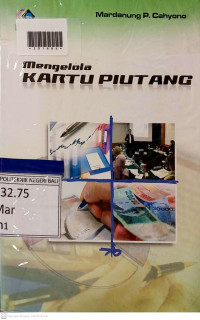 Mardanung P. Cahyono
Mengelola
KARTU PIUTANG
POLITEKNIK NEGERI BALI
32.75
Mar